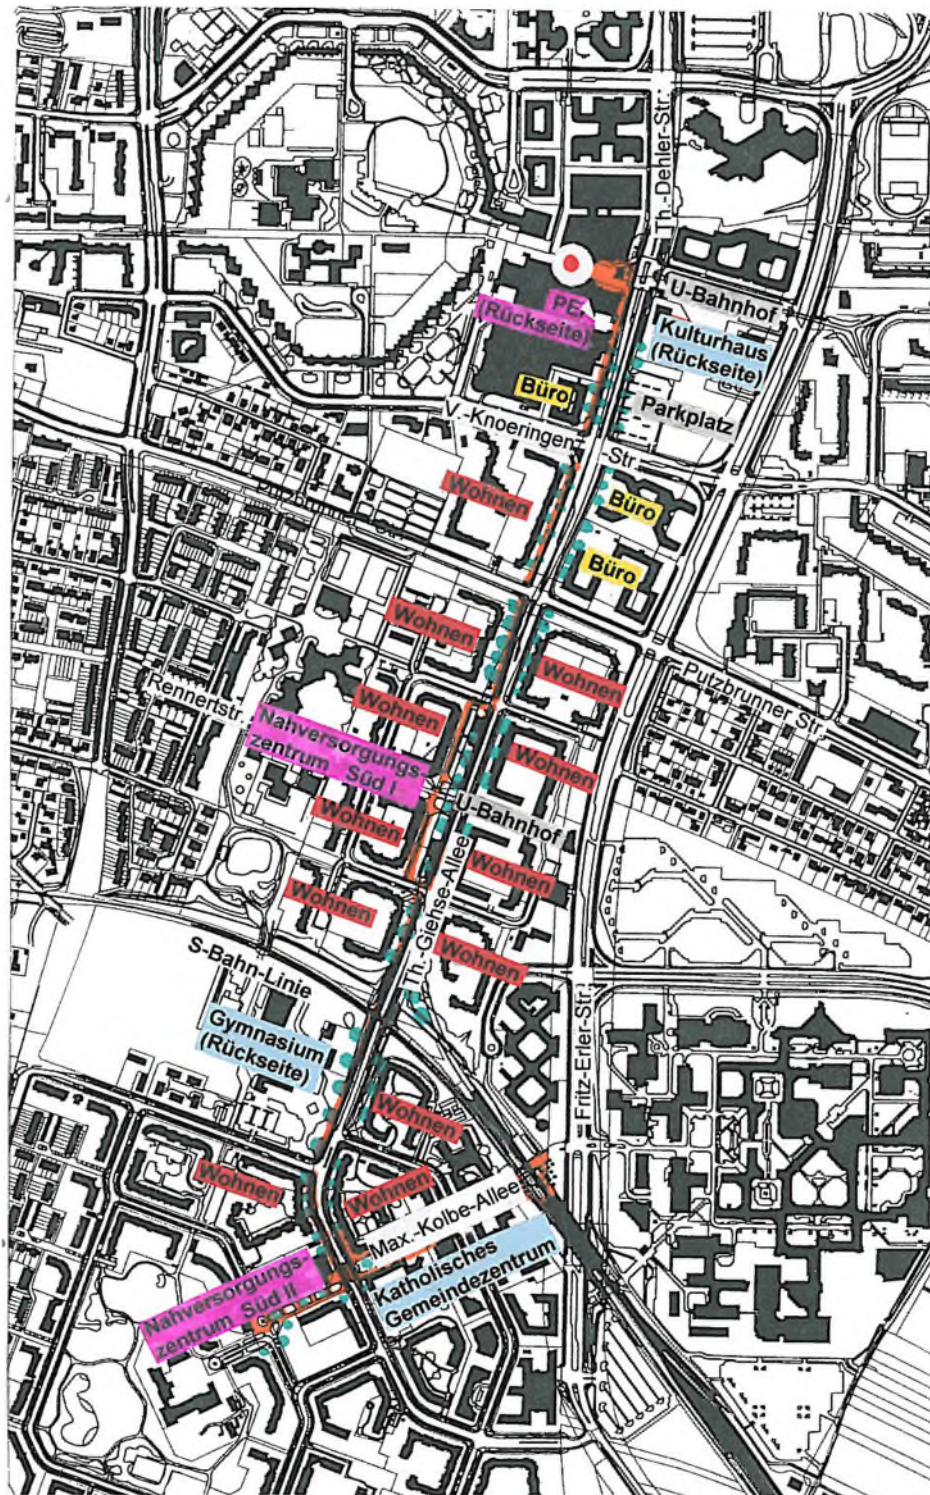 Th.-Dehler-Str.
U-Bahnhof
PEP
(Rückseite)
Kulturhaus
(Rückseite)
Büro
Parkplatz
V.-Knoeringen
-Str.
Wohnen
Büro
Büro
Wohnen
Wohnen
Putzbrunner Str.
Rennertstr.
Wohnen
Nahversorgungs-
zentrum Süd I
Wohnen
Wohnen
U-Bahnhof
Th.-Giehse-Allee
Wohnen
Wohnen
Wohnen
S-Bahn-Linie
Gymnasium
(Rückseite)
Fritz-Erler-Str.
Wohnen
Wohnen
Wohnen
Max.-Kolbe-Allee
Katholisches
Gemeindezentrum
Nahversorgungs-
zentrum Süd II